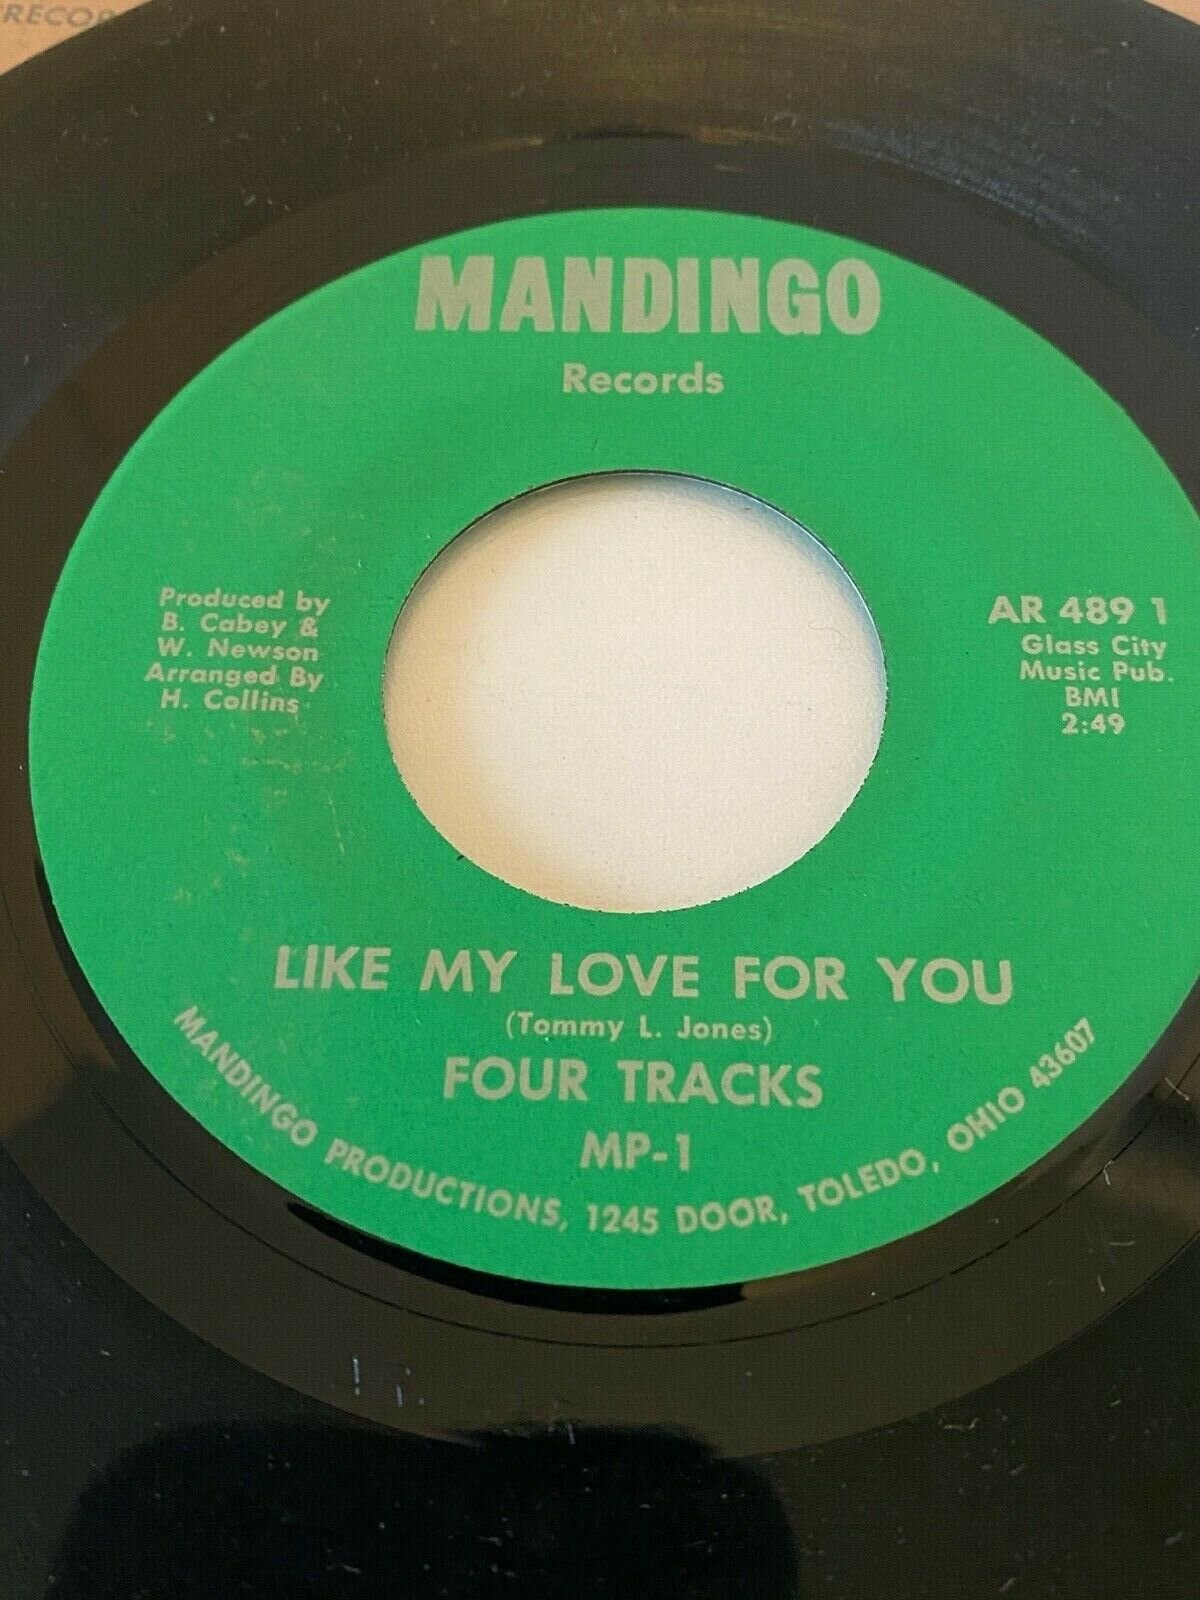 RECOR
MANDINGO
Records
Produced by
B. Cabey &
W. Newson
Arranged By
H. Collins
AR 489 1
Glass City
Music Pub.
BMI
2:49
LIKE MY LOVE FOR YOU
(Tommy L. Jones)
FOUR TRACKS
MP-1
MANDINGO PRODUCTIONS, 1245 DOOR, TOLEDO, OHIO 43607